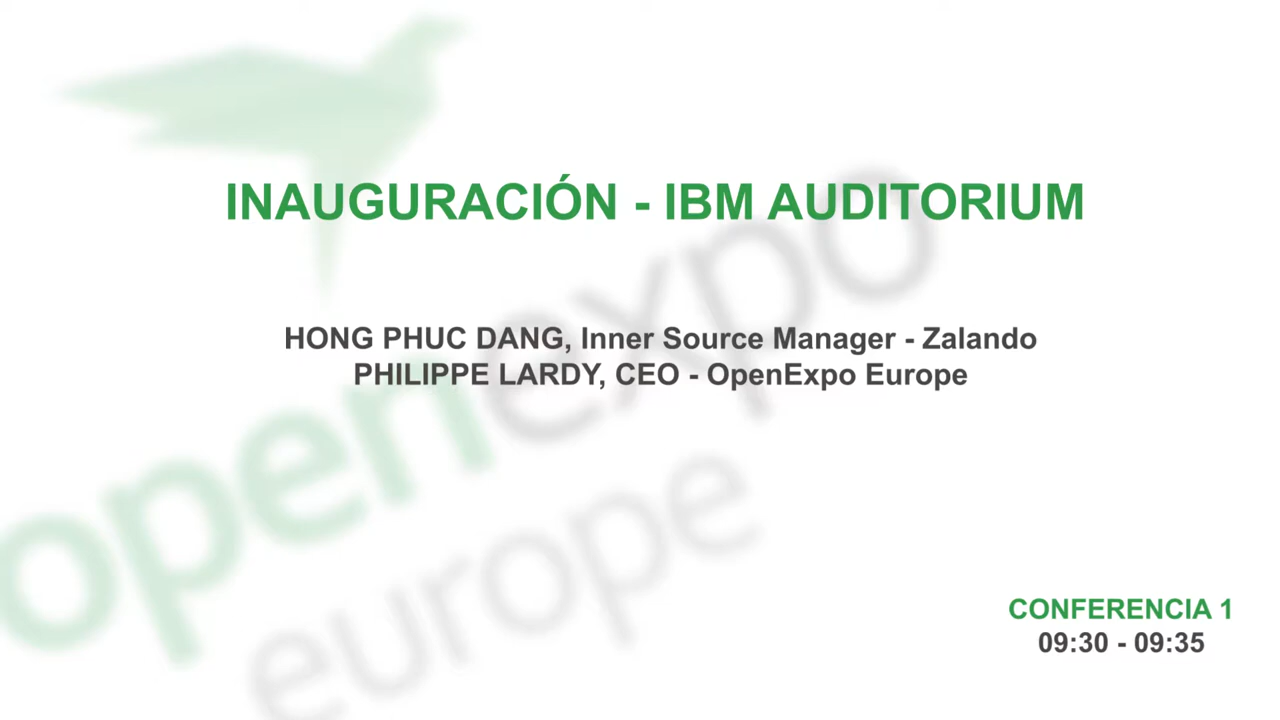 INAUGURACIÓN - IBM AUDITORIUM
HONG PHUC DANG, Inner Source Manager - Zalando
PHILIPPE LARDY, CEO - OpenExpo Europe
openexpo
europe
CONFERENCIA 1
09:30 - 09:35